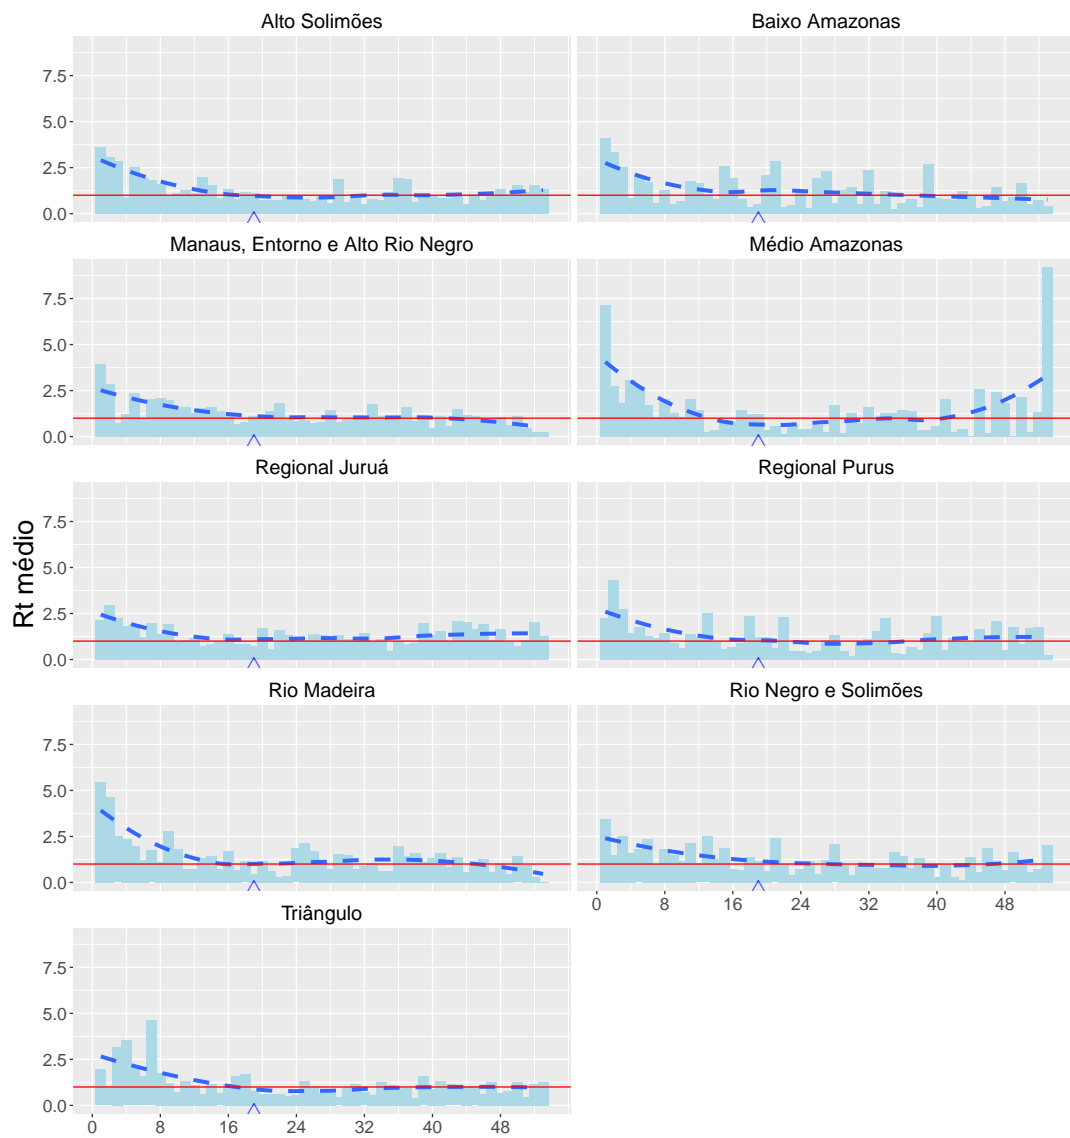 Alto Solimões
Baixo Amazonas
7.5
5.0
2.5
0.0
Manaus, Entorno e Alto Rio Negro
Médio Amazonas
7.5
5.0
2.5
0.0
Regional Juruá
Regional Purus
7.5
5.0
2.5
0.0
Rt médio
Rio Madeira
Rio Negro e Solimões
7.5
5.0
2.5
0.0
0 8 16 24 32 40 48
Triângulo
7.5
5.0
2.5
0.0
0 8 16 24 32 40 48